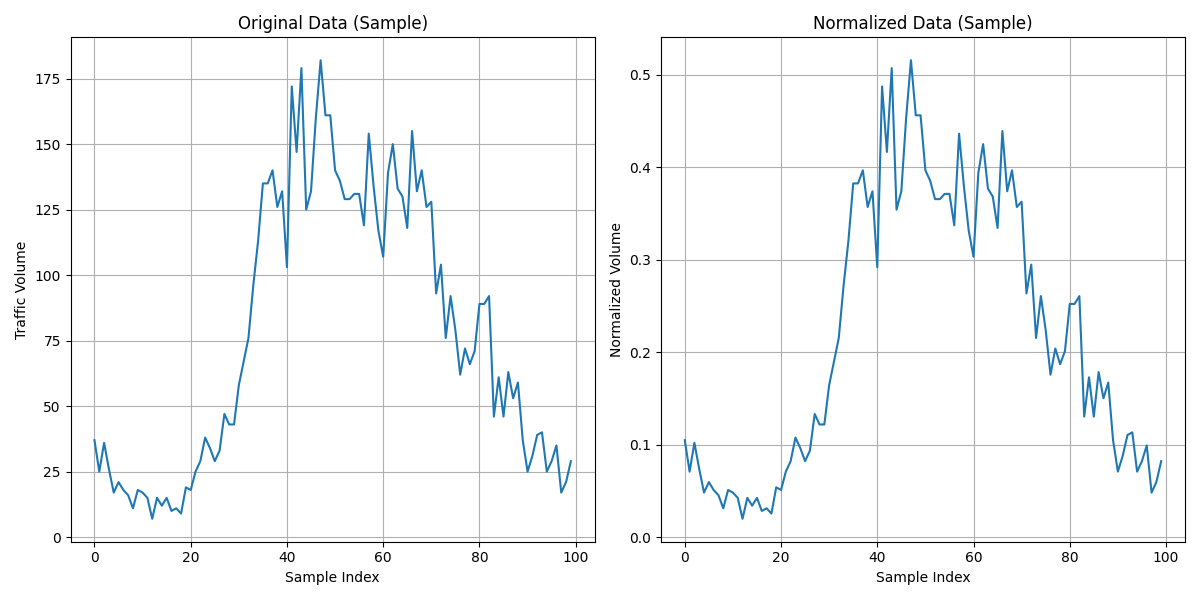 Original Data (Sample)
Traffic Volume
175
150
125
100
75
50
25
0
0 20 40 60 80 100
Sample Index
Normalized Data (Sample)
Normalized Volume
0.5
0.4
0.3
0.2
0.1
0.0
0 20 40 60 80 100
Sample Index